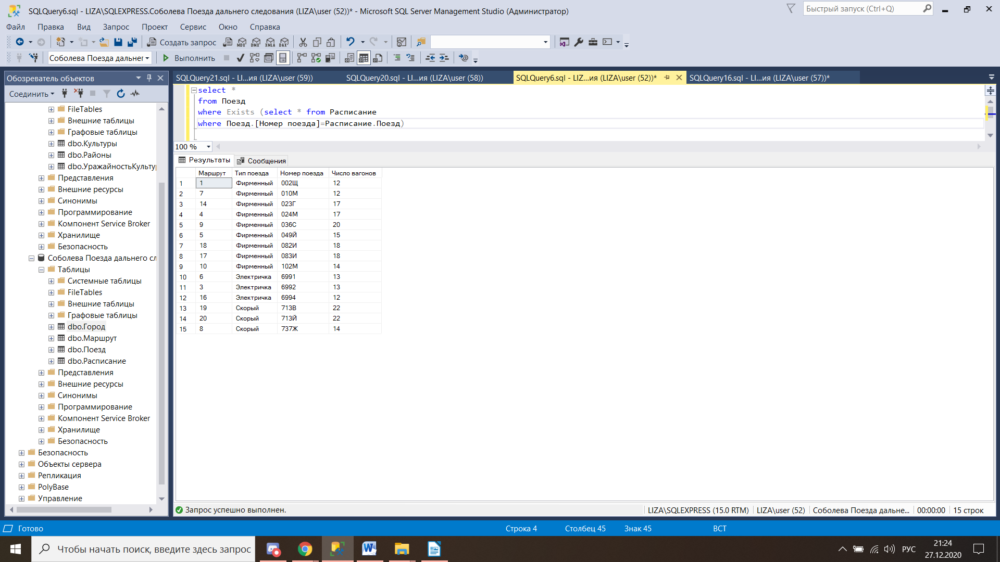 SQLQuery6.sql - LIZA\SQLEXPRESS.Соболева Поезда дальнего следования (LIZA\user (52))* - Microsoft SQL Server Management Studio (Администратор)
Быстрый запуск (Ctrl+Q)
Файл Правка Вид Запрос Проект Сервис Окно Справка
Создать запрос MDX DMX XMLA DAX
Соболева Поезда дальнег Выполнить
Обозреватель объектов
SQLQuery21.sql - LI...ия (LIZA\user (59)) SQLQuery20.sql - LI...ия (LIZA\user (58)) SQLQuery6.sql - LIZ...ия (LIZA\user (52))* SQLQuery16.sql - LI...ия (LIZA\user (57))*
Соединить
FileTables
Внешние таблицы
Графовые таблицы
dbo.Культуры
dbo.Районы
dbo.УражайностьКульту
Представления
Внешние ресурсы
Синонимы
Программирование
Компонент Service Broker
Хранилище
Безопасность
Соболева Поезда дальнего сл
Таблицы
Системные таблицы
FileTables
Внешние таблицы
Графовые таблицы
dbo.Город
dbo.Маршрут
dbo.Поезд
dbo.Расписание
Представления
Внешние ресурсы
Синонимы
Программирование
Компонент Service Broker
Хранилище
Безопасность
Безопасность
Объекты сервера
Репликация
PolyBase
Управление
select *
from Поезд
where Exists (select * from Расписание
where Поезд.[Номер поезда]=Расписание.Поезд)
100 %
Результаты Сообщения
Маршрут Тип поезда Номер поезда Число вагонов
1 1 Фирменный 002Щ 12
2 7 Фирменный 010М 12
3 14 Фирменный 023Г 17
4 4 Фирменный 024М 17
5 9 Фирменный 036С 20
6 5 Фирменный 049Й 15
7 18 Фирменный 082И 18
8 17 Фирменный 083И 18
9 10 Фирменный 102М 14
10 6 Электричка 6991 13
11 3 Электричка 6992 13
12 16 Электричка 6994 12
13 19 Скорый 713В 22
14 20 Скорый 713Й 22
15 8 Скорый 737Ж 14
Запрос успешно выполнен. LIZA\SQLEXPRESS (15.0 RTM) LIZA\user (52) Соболева Поезда дальне... 00:00:00 15 строк
Готово Строка 4 Столбец 45 Знак 45 ВСТ
Чтобы начать поиск, введите здесь запрос
РУС
21:24
27.12.2020